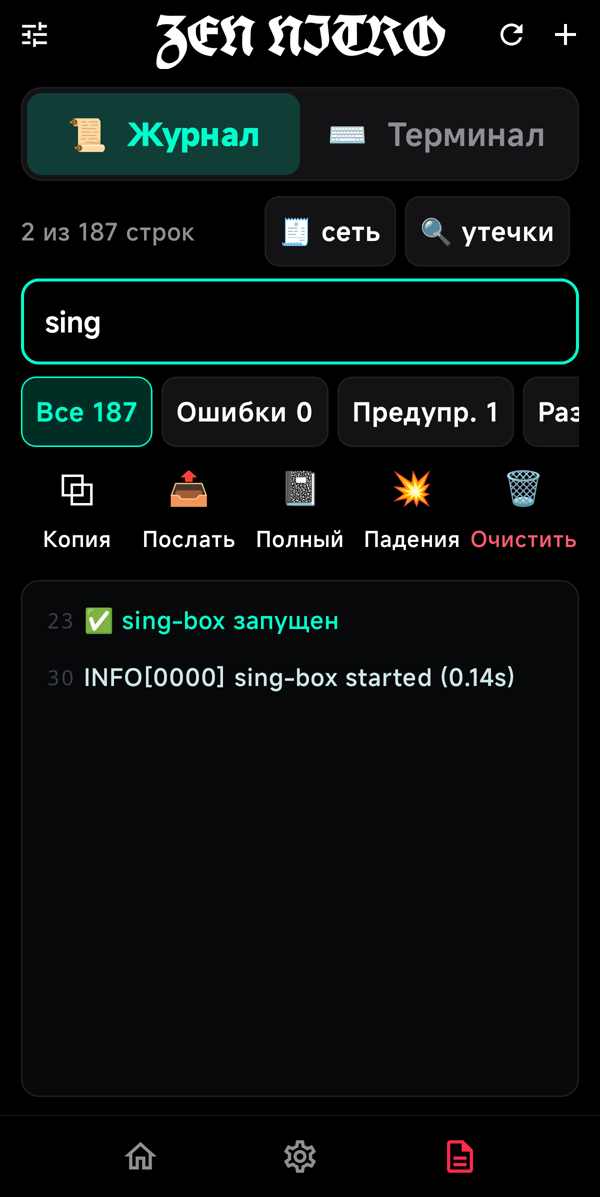 ZEN NITRO
Журнал
Терминал
2 из 187 строк
сеть
утечки
sing
Все 187
Ошибки 0
Предупр. 1
Раз
Копия
Послать
Полный
Падения
Очистить
23 ✅ sing-box запущен
30 INFO[0000] sing-box started (0.14s)